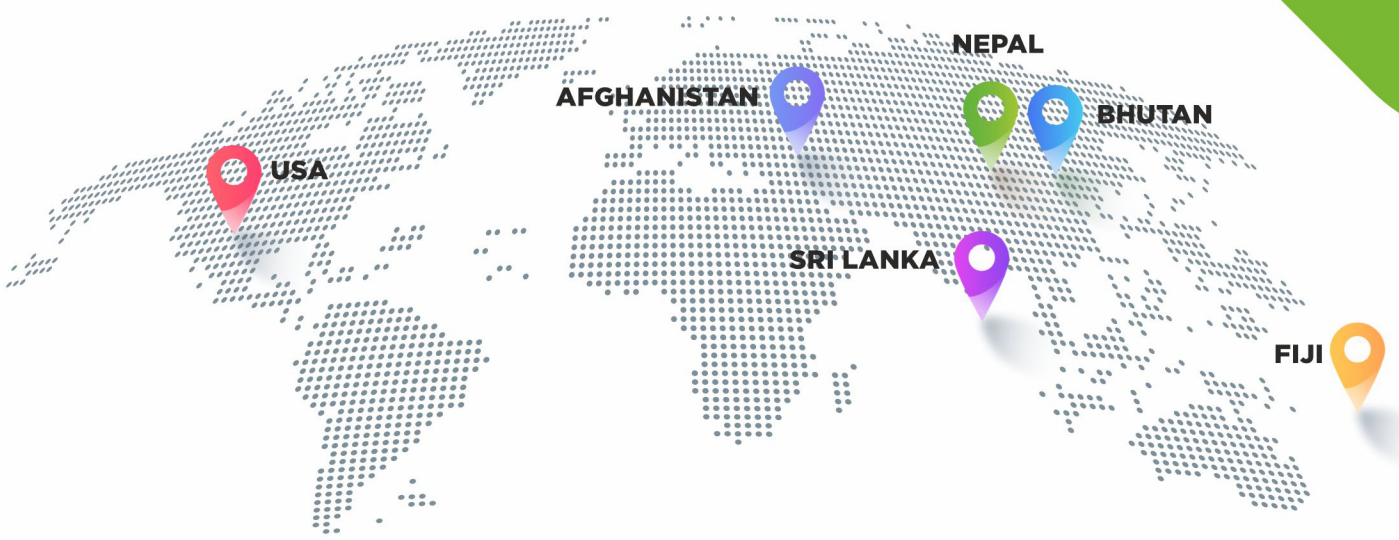 NEPAL
AFGHANISTAN
BHUTAN
USA
SRI LANKA
FIJI